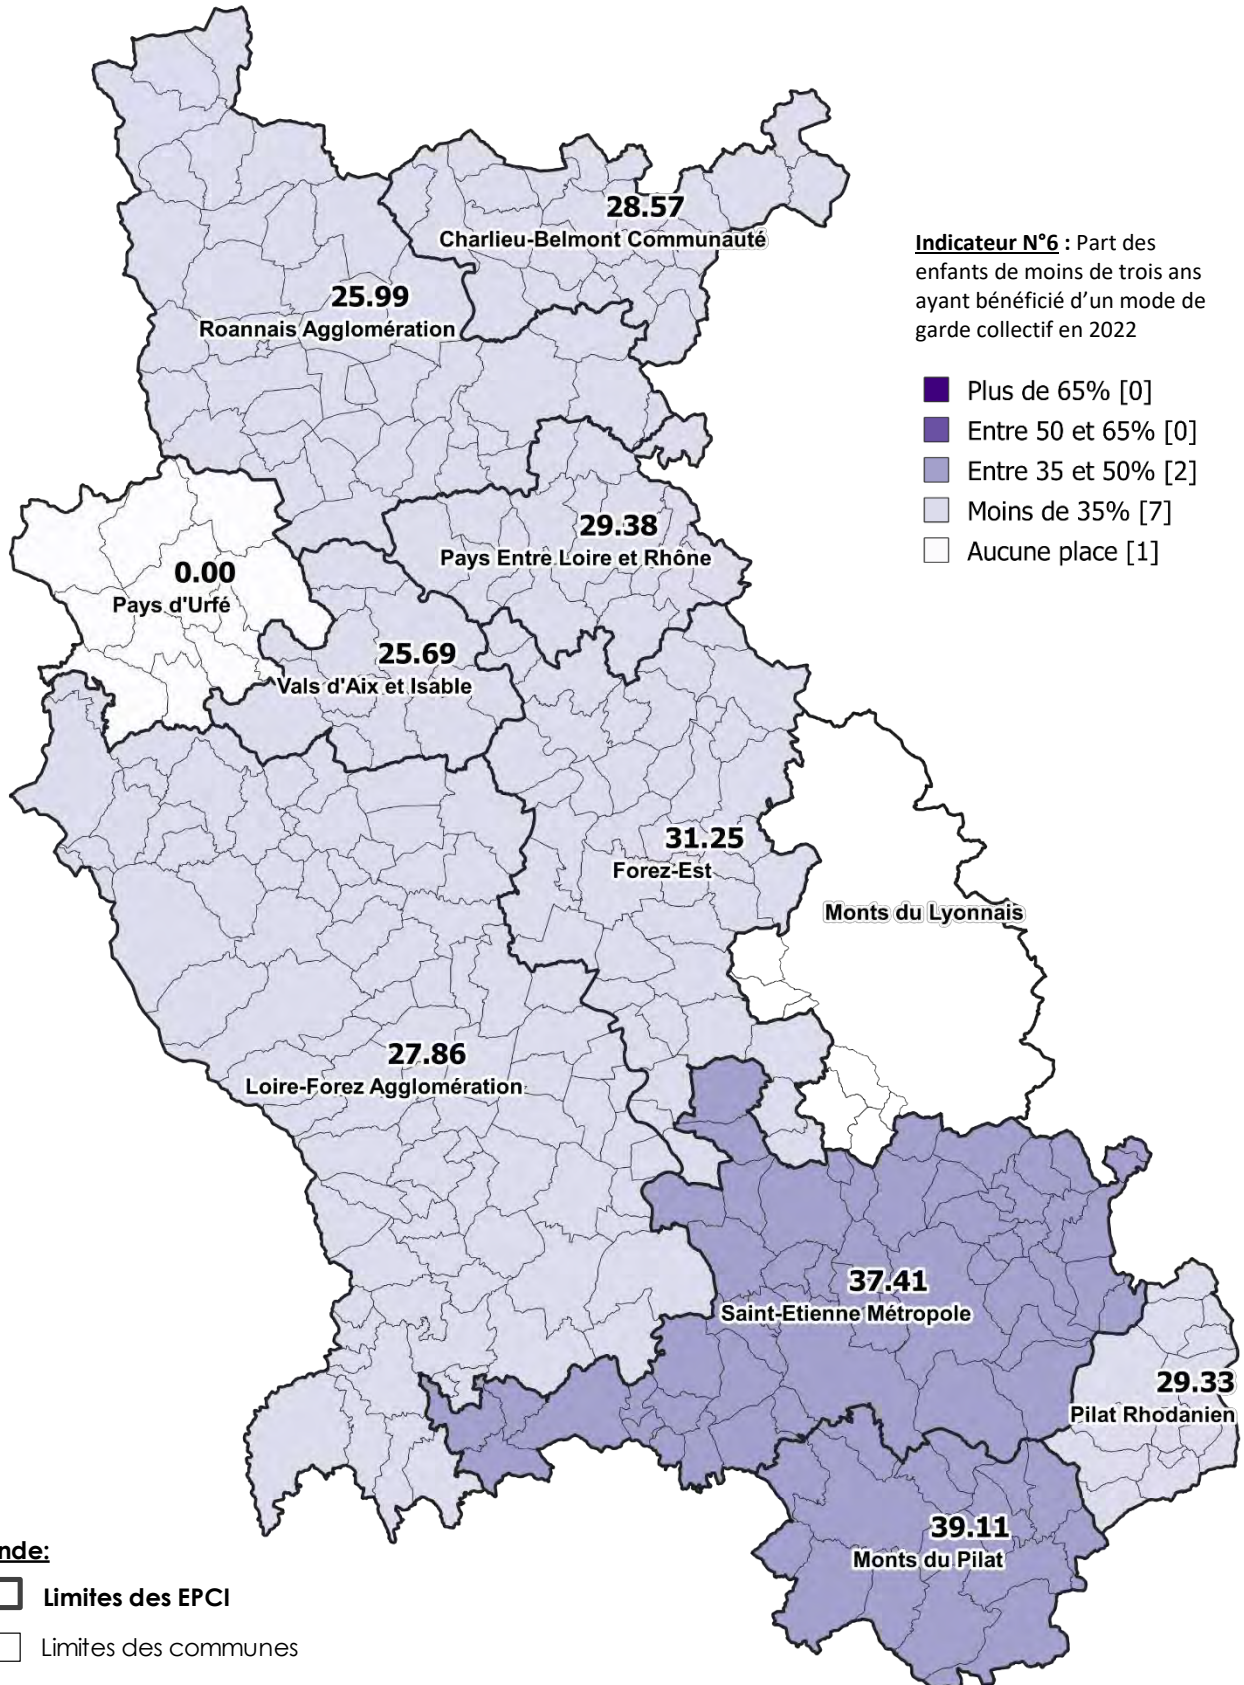 28.57
Charlieu-Belmont Communauté
Indicateur N°6 : Part des
enfants de moins de trois ans
ayant bénéficié d'un mode de
garde collectif en 2022
25.99
Roannais Agglomération
Plus de 65% [0]
Entre 50 et 65% [0]
Entre 35 et 50% [2]
Moins de 35% [7]
Aucune place [1]
29.38
Pays Entre Loire et Rhône
0.00
Pays d'Urfé
25.69
Vals d'Aix et Isable
31.25
Forez-Est
Monts du Lyonnais
27.86
Loire-Forez Agglomération
37.41
Saint-Etienne Métropole
29.33
Pilat Rhodanien
39.11
Monts du Pilat
nde:
Limites des EPCI
Limites des communes